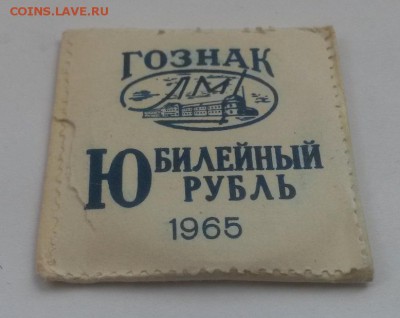 COINS.LAVE.RU
ГОЗНАК
ЛМД
ЮБИЛЕЙНЫЙ
РУБЛЬ
1965